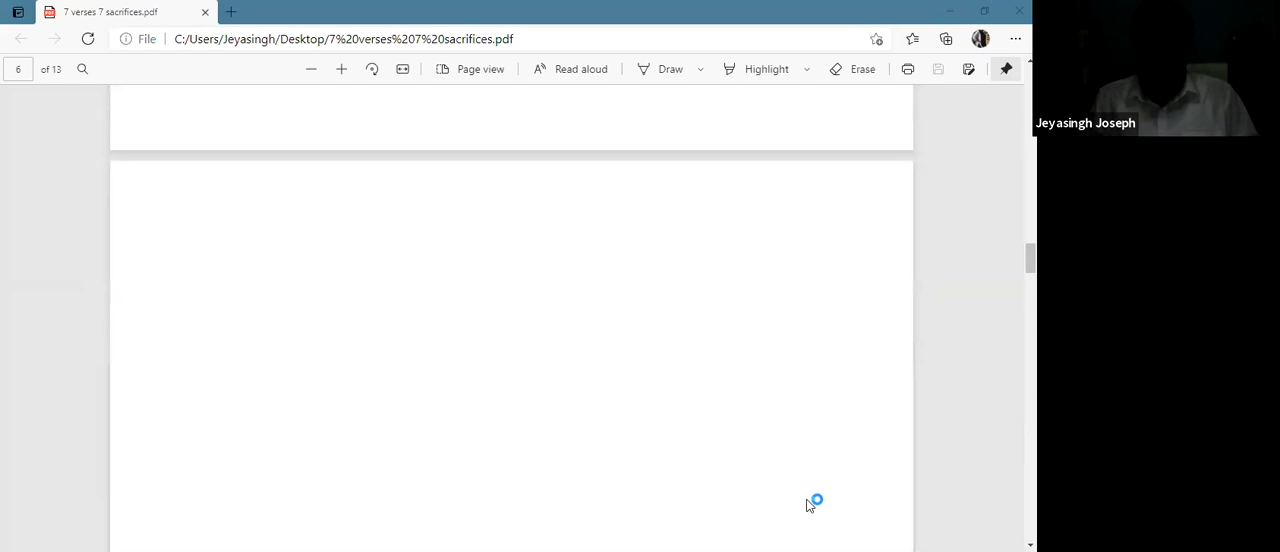 7 verses 7 sacrifices.pdf
File C:/Users/Jeyasingh/Desktop/7%20verses%207%20sacrifices.pdf
6 of 13 Page view Read aloud Draw Highlight Erase
Jeyasingh Joseph